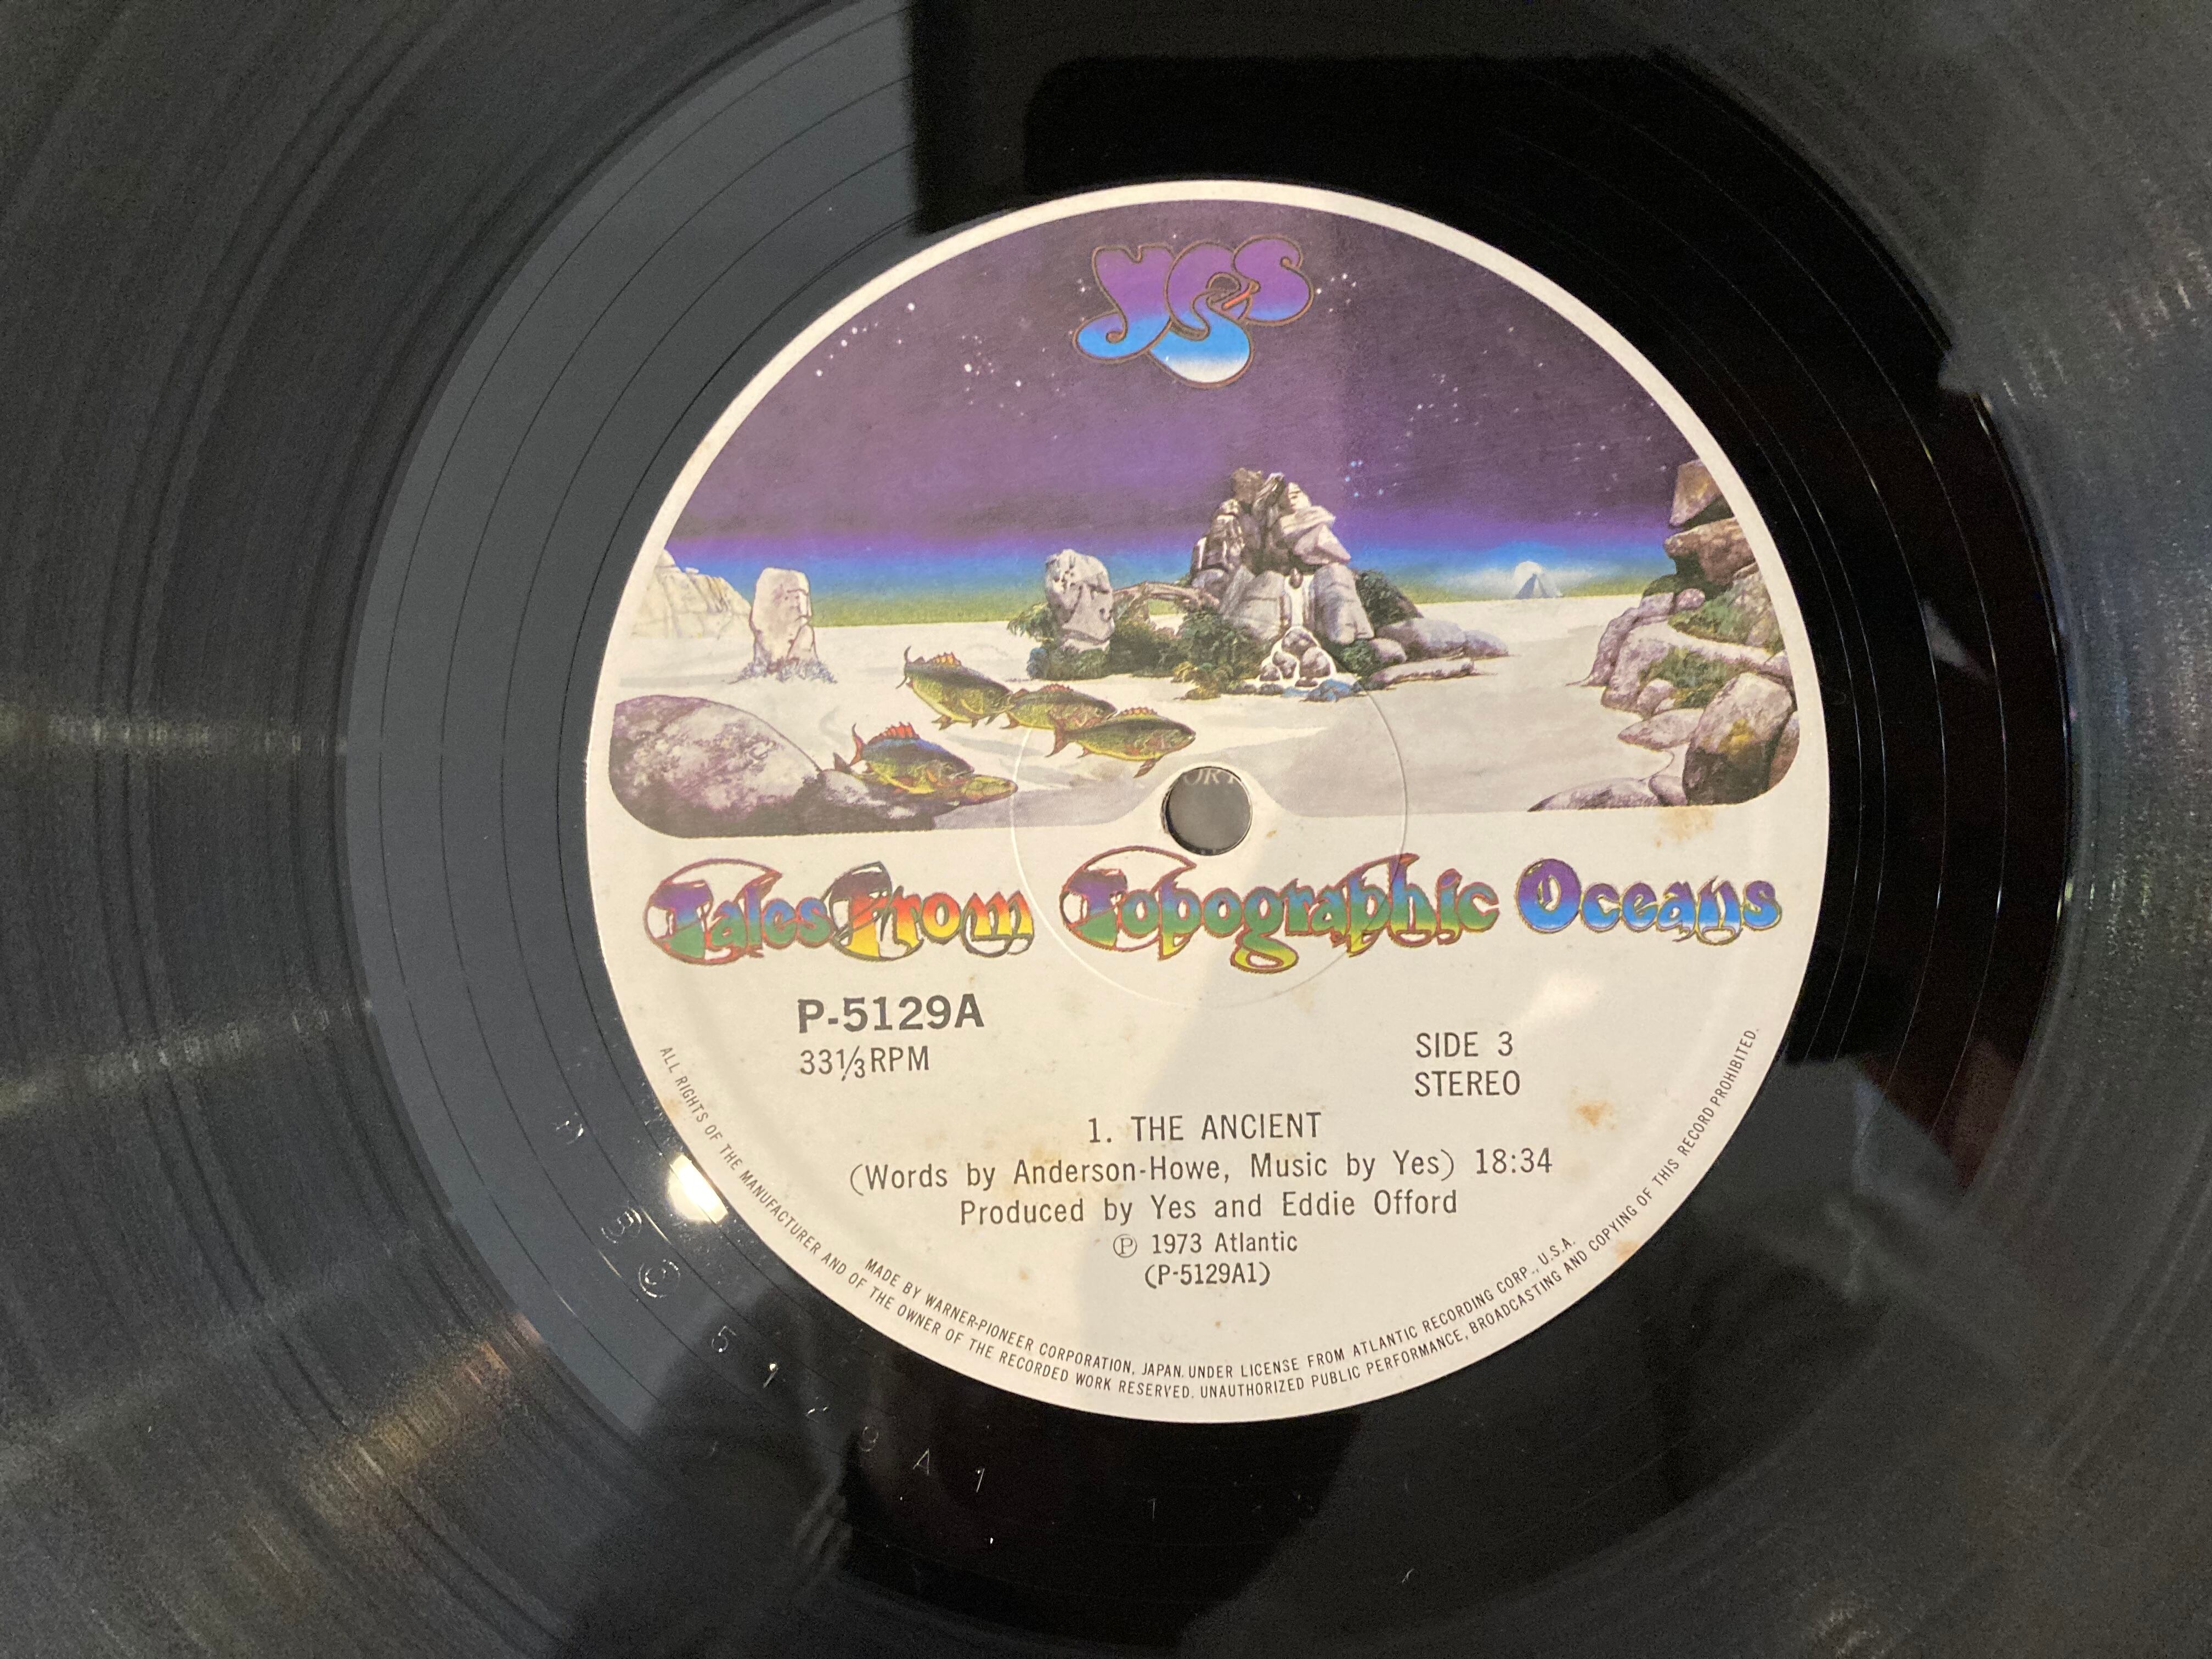 yes
Tales From Topographic Oceans
P-5129A
33⅓ RPM
SIDE 3
STEREO
1. THE ANCIENT
(Words by Anderson-Howe, Music by Yes) 18:34
Produced by Yes and Eddie Offord
Ⓟ 1973 Atlantic
(P-5129A1)
MADE BY WARNER-PIONEER CORPORATION, JAPAN. UNDER LICENSE FROM ATLANTIC RECORDING CORP., U.S.A.
ALL RIGHTS OF THE MANUFACTURER AND OF THE OWNER OF THE RECORDED WORK RESERVED. UNAUTHORIZED PUBLIC PERFORMANCE, BROADCASTING AND COPYING OF THIS RECORD PROHIBITED.